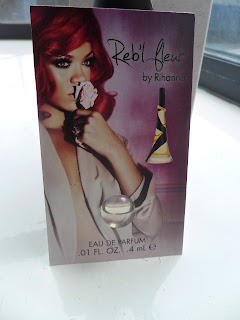 Reb'l fleur
by Rihanna
EAU DE PARFUM
.01 FL. OZ. .4 mL e